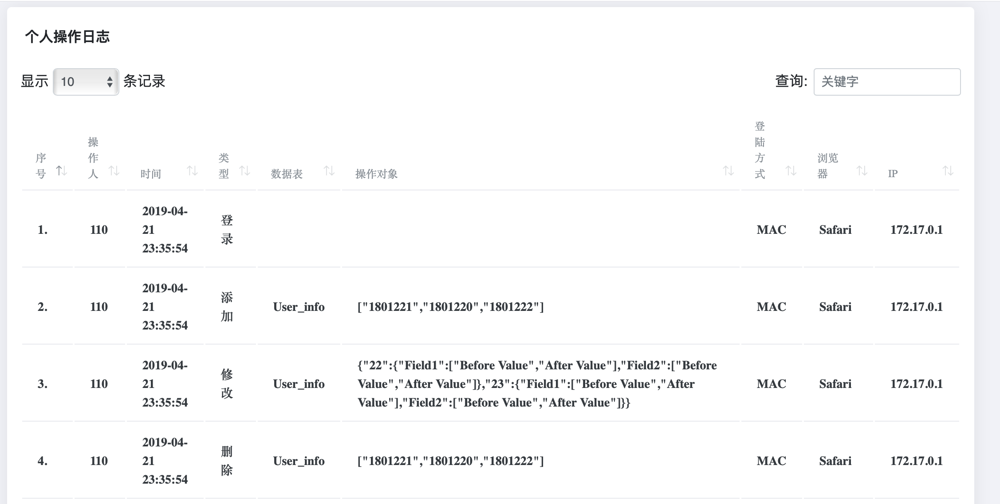 个人操作日志
显示 10 条记录
查询: 关键字
序号 操作人 时间 类型 数据表 操作对象 登陆方式 浏览器 IP
1. 110 2019-04-21 23:35:54 登录 MAC Safari 172.17.0.1
2. 110 2019-04-21 23:35:54 添加 User_info ["1801221","1801220","1801222"] MAC Safari 172.17.0.1
3. 110 2019-04-21 23:35:54 修改 User_info {"22":{"Field1":["Before Value","After Value"],"Field2":["Before Value","After Value"]},"23":{"Field1":["Before Value","After Value"],"Field2":["Before Value","After Value"]}} MAC Safari 172.17.0.1
4. 110 2019-04-21 23:35:54 删除 User_info ["1801221","1801220","1801222"] MAC Safari 172.17.0.1